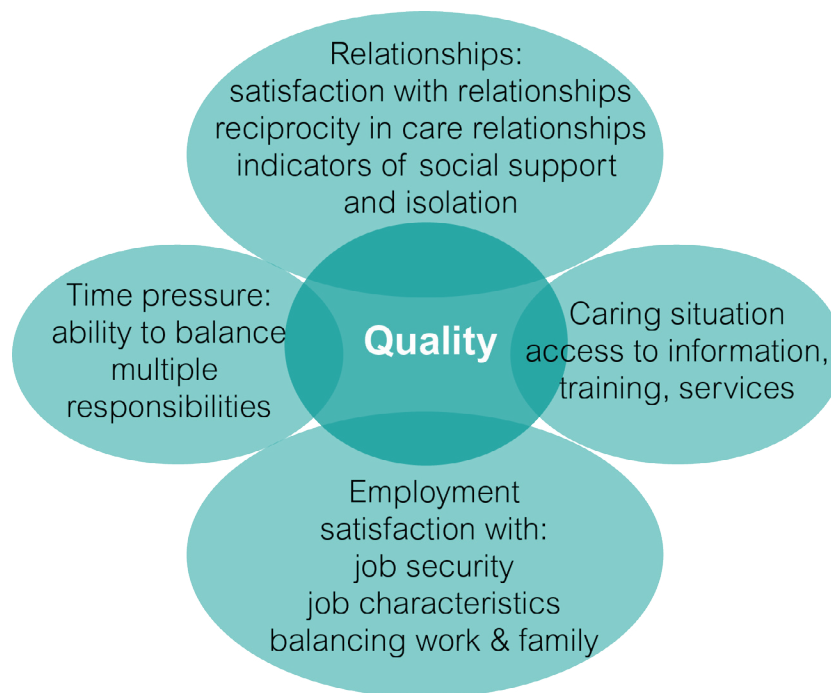 Relationships:
satisfaction with relationships
reciprocity in care relationships
indicators of social support
and isolation
Time pressure:
ability to balance
multiple
responsibilities
Quality
Caring situation
access to information,
training, services
Employment
satisfaction with:
job security
job characteristics
balancing work & family